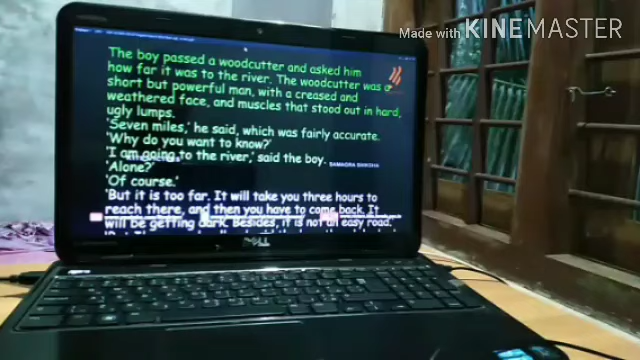 Made with KINEMASTER
The boy passed a woodcutter and asked him
how far it was to the river. The woodcutter was a
short but powerful man, with a creased and
weathered face, and muscles that stood out in hard,
ugly lumps.
'Seven miles,' he said, which was fairly accurate.
'Why do you want to know?'
'I am going to the river,' said the boy.
SAMAGRA SHIKSHA
'Alone?'
'Of course.'
'But it is too far. It will take you three hours to
reach there, and then you have to come back. It
will be getting dark. Besides, it is not an easy road.'
DELL